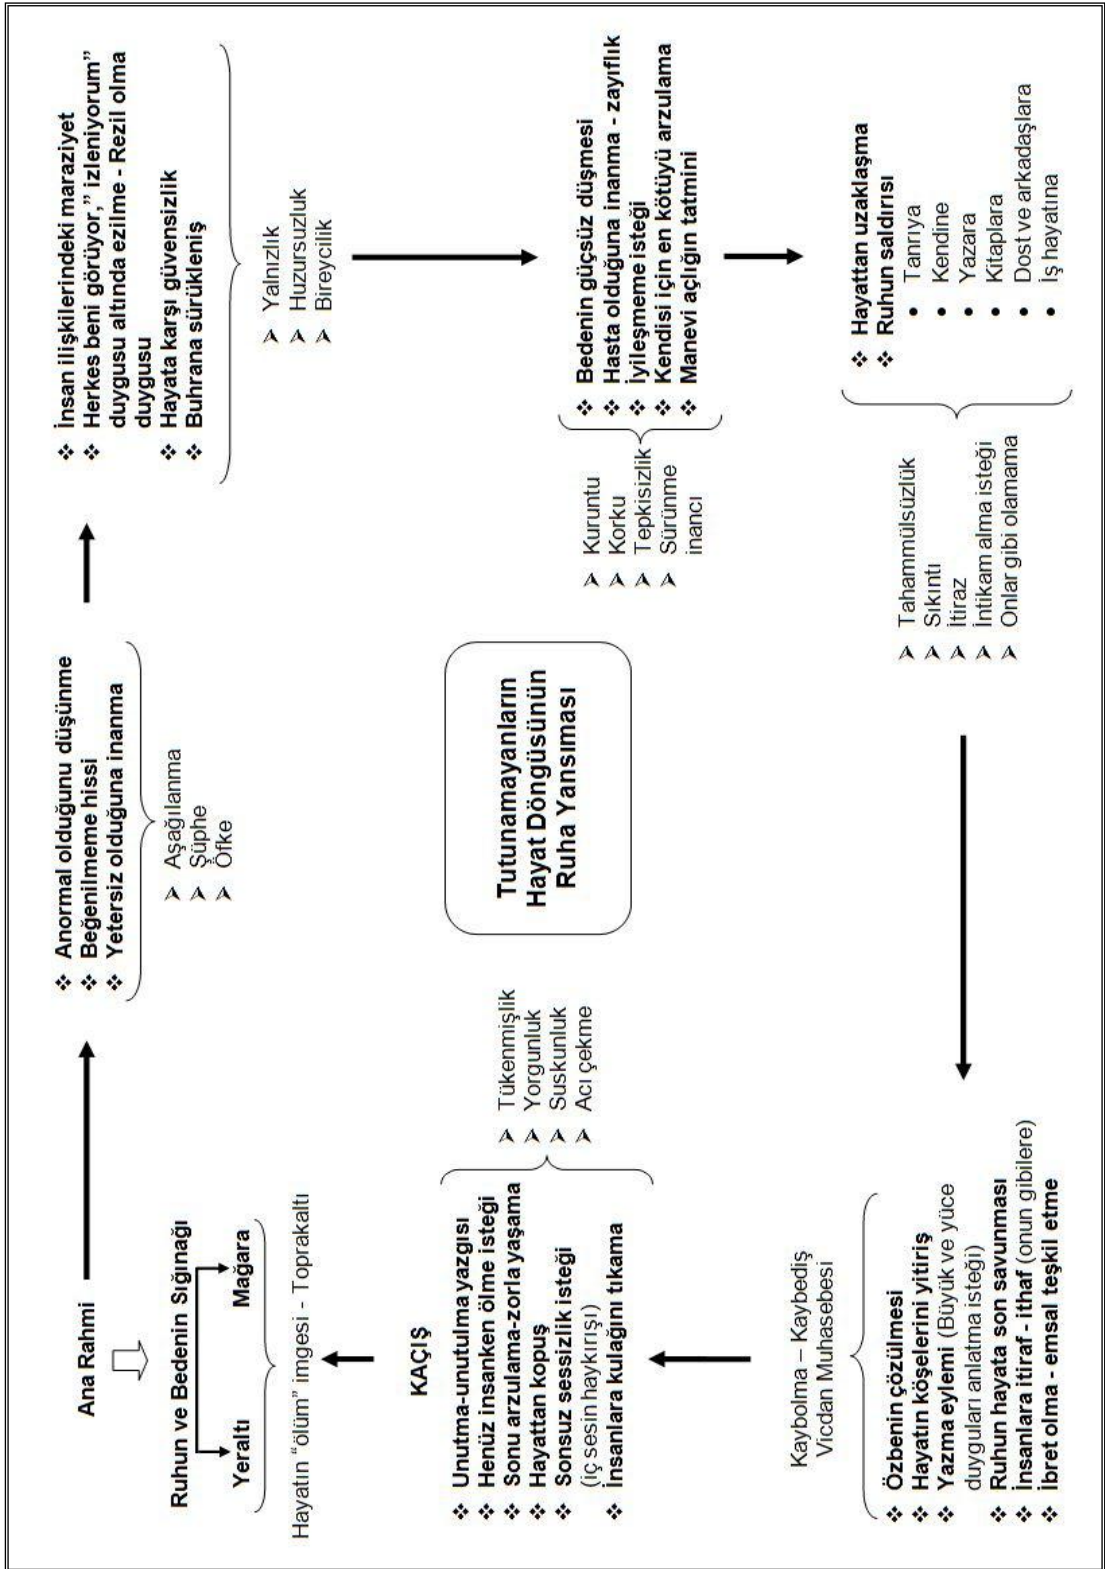 Ana Rahmi
Ruhun ve Bedenin Sığınağı
Yeraltı
Mağara
Hayatın “ölüm” imgesi - Toprakaltı
❖ Anormal olduğunu düşünme
❖ Beğenilmeme hissi
❖ Yetersiz olduğuna inanma
➢ Aşağılanma
➢ Şüphe
➢ Öfke
❖ İnsan ilişkilerindeki maraziyet
❖ Herkes beni görüyor,” izleniyorum”
duygusu altında ezilme - Rezil olma
duygusu
❖ Hayata karşı güvensizlik
❖ Buhrana sürükleniş
➢ Yalnızlık
➢ Huzursuzluk
➢ Bireycilik
❖ Bedenin güçsüz düşmesi
❖ Hasta olduğuna inanma - zayıflık
❖ İyileşmeme isteği
❖ Kendisi için en kötüyü arzulama
❖ Manevi açlığın tatmini
➢ Kuruntu
➢ Korku
➢ Tepkisizlik
➢ Sürünme
inancı
❖ Hayattan uzaklaşma
❖ Ruhun saldırısı
• Tanrıya
• Kendine
• Yazara
• Kitaplara
• Dost ve arkadaşlara
• İş hayatına
➢ Tahammülsüzlük
➢ Sıkıntı
➢ İtiraz
➢ İntikam alma isteği
➢ Onlar gibi olamama
Kaybolma – Kaybediş
Vicdan Muhasebesi
❖ Özbenin çözülmesi
❖ Hayatın köşelerini yitiriş
❖ Yazma eylemi (Büyük ve yüce
duyguları anlatma isteği)
❖ Ruhun hayata son savunması
❖ İnsanlara itiraf - ithaf (onun gibilere)
❖ İbret olma - emsal teşkil etme
KAÇIŞ
❖ Unutma-unutulma yazgısı
❖ Henüz insanken ölme isteği
❖ Sonu arzulama-zorla yaşama
❖ Hayattan kopuş
❖ Sonsuz sessizlik isteği
(iç sesin haykırışı)
❖ İnsanlara kulağını tıkama
➢ Tükenmişlik
➢ Yorgunluk
➢ Suskunluk
➢ Acı çekme
Tutunamayanların
Hayat Döngüsünün
Ruha Yansıması